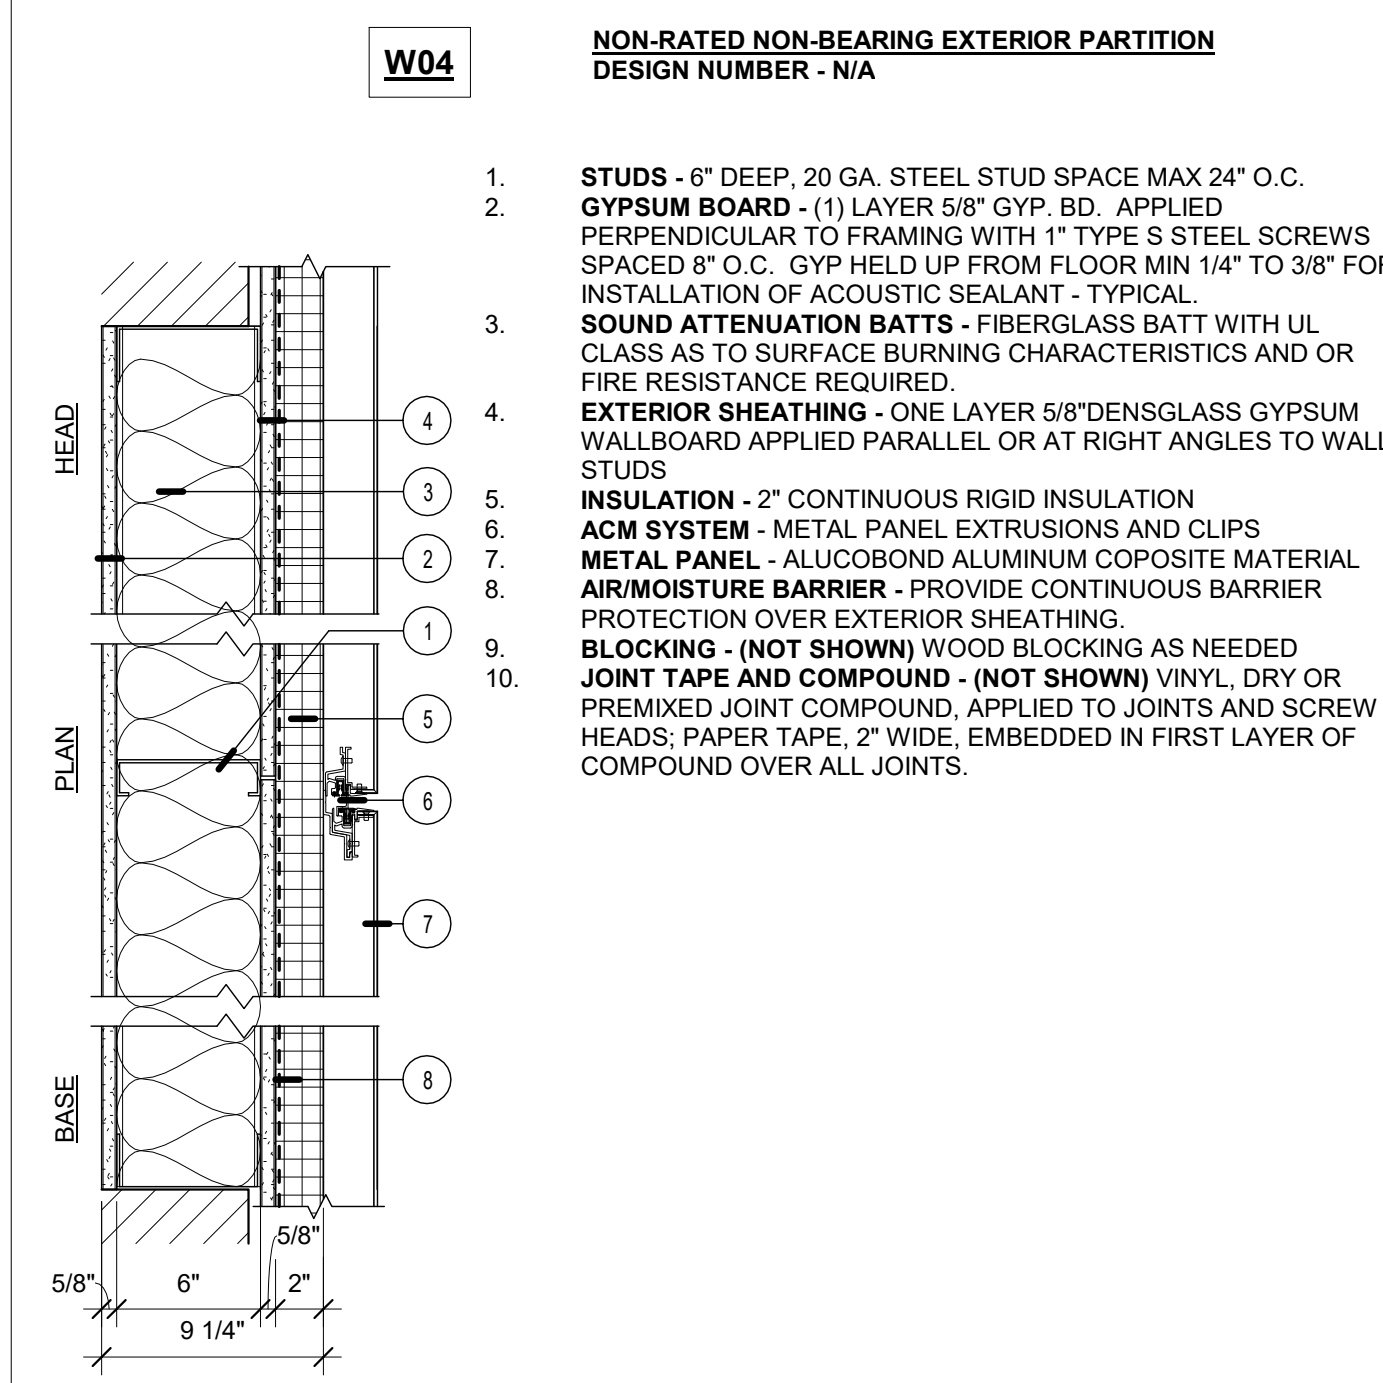 W04
NON-RATED NON-BEARING EXTERIOR PARTITION
DESIGN NUMBER - N/A
1. STUDS - 6" DEEP, 20 GA. STEEL STUD SPACE MAX 24" O.C.
2. GYPSUM BOARD - (1) LAYER 5/8" GYP. BD. APPLIED
PERPENDICULAR TO FRAMING WITH 1" TYPE S STEEL SCREWS
SPACED 8" O.C. GYP HELD UP FROM FLOOR MIN 1/4" TO 3/8" FOR
INSTALLATION OF ACOUSTIC SEALANT - TYPICAL.
3. SOUND ATTENUATION BATTS - FIBERGLASS BATT WITH UL
CLASS AS TO SURFACE BURNING CHARACTERISTICS AND OR
FIRE RESISTANCE REQUIRED.
4. EXTERIOR SHEATHING - ONE LAYER 5/8"DENSGLASS GYPSUM
WALLBOARD APPLIED PARALLEL OR AT RIGHT ANGLES TO WALL
STUDS
5. INSULATION - 2" CONTINUOUS RIGID INSULATION
6. ACM SYSTEM - METAL PANEL EXTRUSIONS AND CLIPS
7. METAL PANEL - ALUCOBOND ALUMINUM COPOSITE MATERIAL
8. AIR/MOISTURE BARRIER - PROVIDE CONTINUOUS BARRIER
PROTECTION OVER EXTERIOR SHEATHING.
9. BLOCKING - (NOT SHOWN) WOOD BLOCKING AS NEEDED
10. JOINT TAPE AND COMPOUND - (NOT SHOWN) VINYL, DRY OR
PREMIXED JOINT COMPOUND, APPLIED TO JOINTS AND SCREW
HEADS; PAPER TAPE, 2" WIDE, EMBEDDED IN FIRST LAYER OF
COMPOUND OVER ALL JOINTS.
HEAD
4
3
2
1
PLAN
5
6
7
BASE
8
5/8"
5/8"
6"
2"
9 1/4"